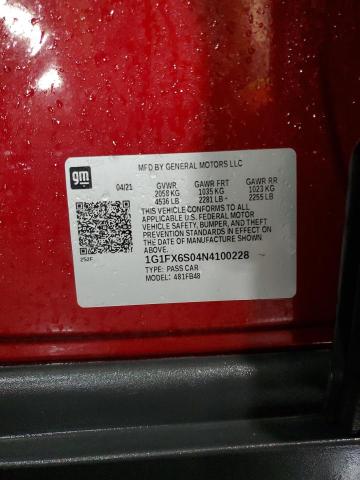 gm
MFD BY GENERAL MOTORS LLC
04/21 GVWR GAWR FRT GAWR RR
2058 KG 1035 KG 1023 KG
4536 LB 2281 LB 2255 LB
THIS VEHICLE CONFORMS TO ALL
APPLICABLE U.S. FEDERAL MOTOR
VEHICLE SAFETY, BUMPER, AND THEFT
PREVENTION STANDARDS IN EFFECT ON
THE DATE OF MANUFACTURE SHOWN
ABOVE.
1G1FX6S04N4100228
TYPE: PASS CAR
MODEL: 481FB48